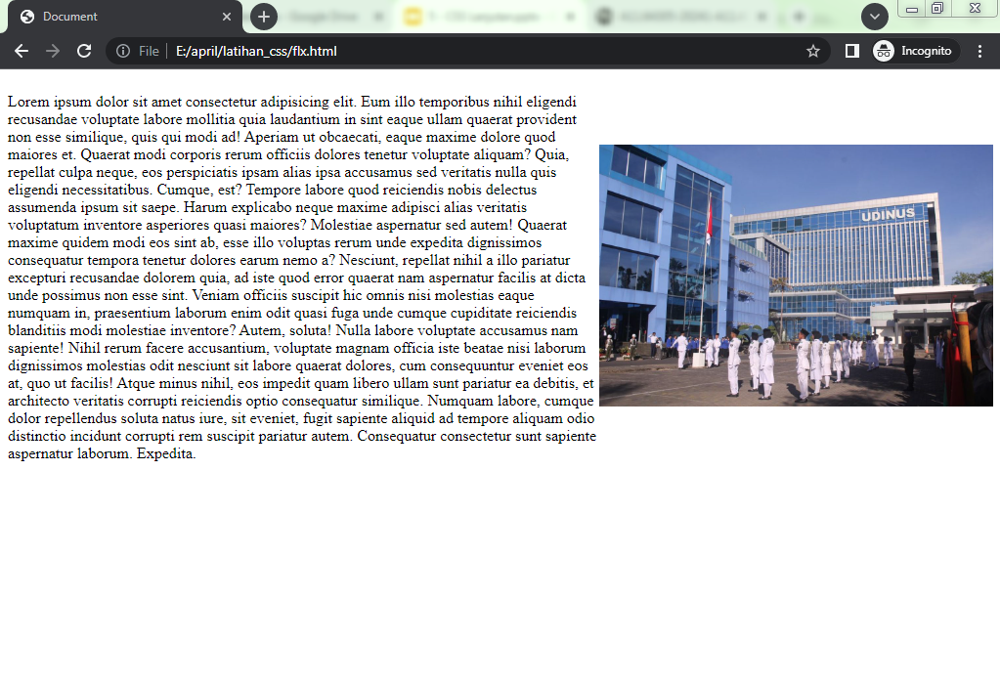 Document
Incognito
File
E:/april/latihan_css/flx.html
Lorem ipsum dolor sit amet consectetur adipisicing elit. Eum illo temporibus nihil eligendi
recusandae voluptate labore mollitia quia laudantium in sint eaque ullam quaerat provident
non esse similique, quis qui modi ad! Aperiam ut obcaecati, eaque maxime dolore quod
maiores et. Quaerat modi corporis rerum officiis dolores tenetur voluptate aliquam? Quia,
repellat culpa neque, eos perspiciatis ipsam alias ipsa accusamus sed veritatis nulla quis
eligendi necessitatibus. Cumque, est? Tempore labore quod reiciendis nobis delectus
assumenda ipsum sit saepe. Harum explicabo neque maxime adipisci alias veritatis
voluptatum inventore asperiores quasi maiores? Molestiae aspernatur sed autem! Quaerat
maxime quidem modi eos sint ab, esse illo voluptas rerum unde expedita dignissimos
consequatur tempora tenetur dolores earum nemo a? Nesciunt, repellat nihil a illo pariatur
excepturi recusandae dolorem quia, ad iste quod error quaerat nam aspernatur facilis at dicta
unde possimus non esse sint. Veniam officiis suscipit hic omnis nisi molestias eaque
numquam in, praesentium laborum enim odit quasi fuga unde cumque cupiditate reiciendis
blanditiis modi molestiae inventore? Autem, soluta! Nulla labore voluptate accusamus nam
sapiente! Nihil rerum facere accusantium, voluptate magnam officia iste beatae nisi laborum
dignissimos molestias odit nesciunt sit labore quaerat dolores, cum consequuntur eveniet eos
at, quo ut facilis! Atque minus nihil, eos impedit quam libero ullam sunt pariatur ea debitis, et
architecto veritatis corrupti reiciendis optio consequatur similique. Numquam labore, cumque
dolor repellendus soluta natus iure, sit eveniet, fugit sapiente aliquid ad tempore aliquam odio
distinctio incidunt corrupti rem suscipit pariatur autem. Consequatur consectetur sunt sapiente
aspernatur laborum. Expedita.
UDINUS